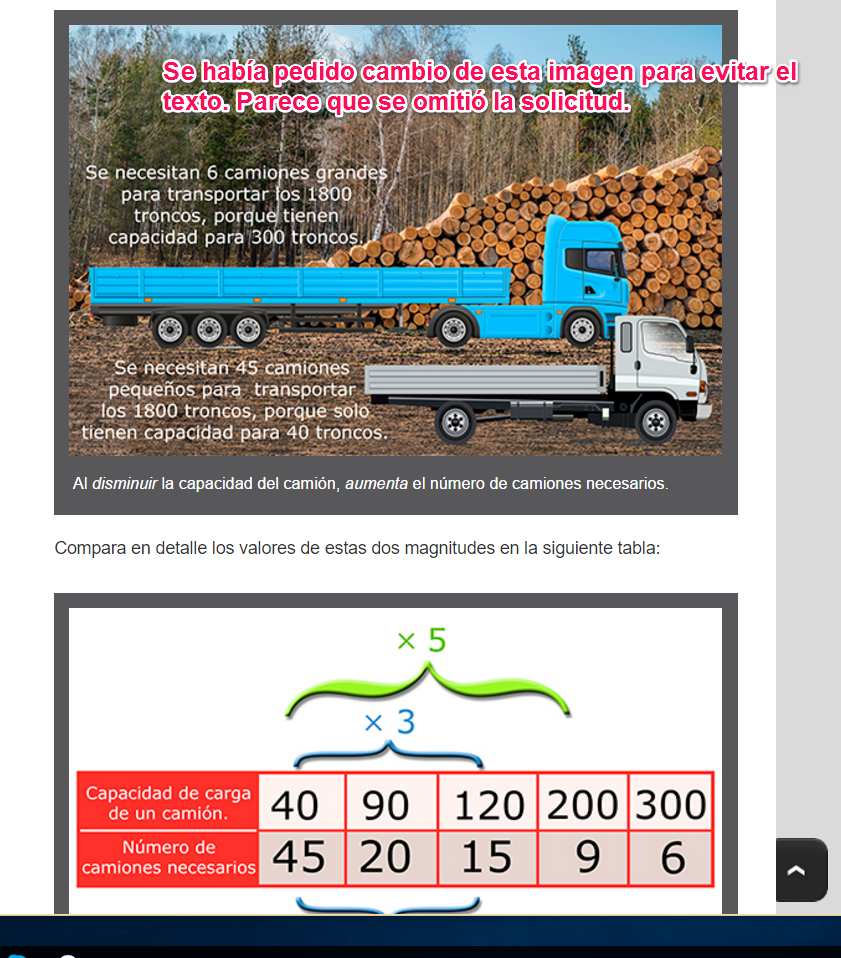 Se había pedido cambio de esta imagen para evitar el
texto. Parece que se omitió la solicitud.
Se necesitan 6 camiones grandes
para transportar los 1800
troncos, porque tienen
capacidad para 300 troncos.
Se necesitan 45 camiones
pequeños para  transportar
los 1800 troncos, porque solo
tienen capacidad para 40 troncos.
Al disminuir la capacidad del camión, aumenta el número de camiones necesarios.
Compara en detalle los valores de estas dos magnitudes en la siguiente tabla:
× 5
× 3
Capacidad de carga
de un camión.
40 90 120 200 300
Número de
camiones necesarios
45 20 15 9 6